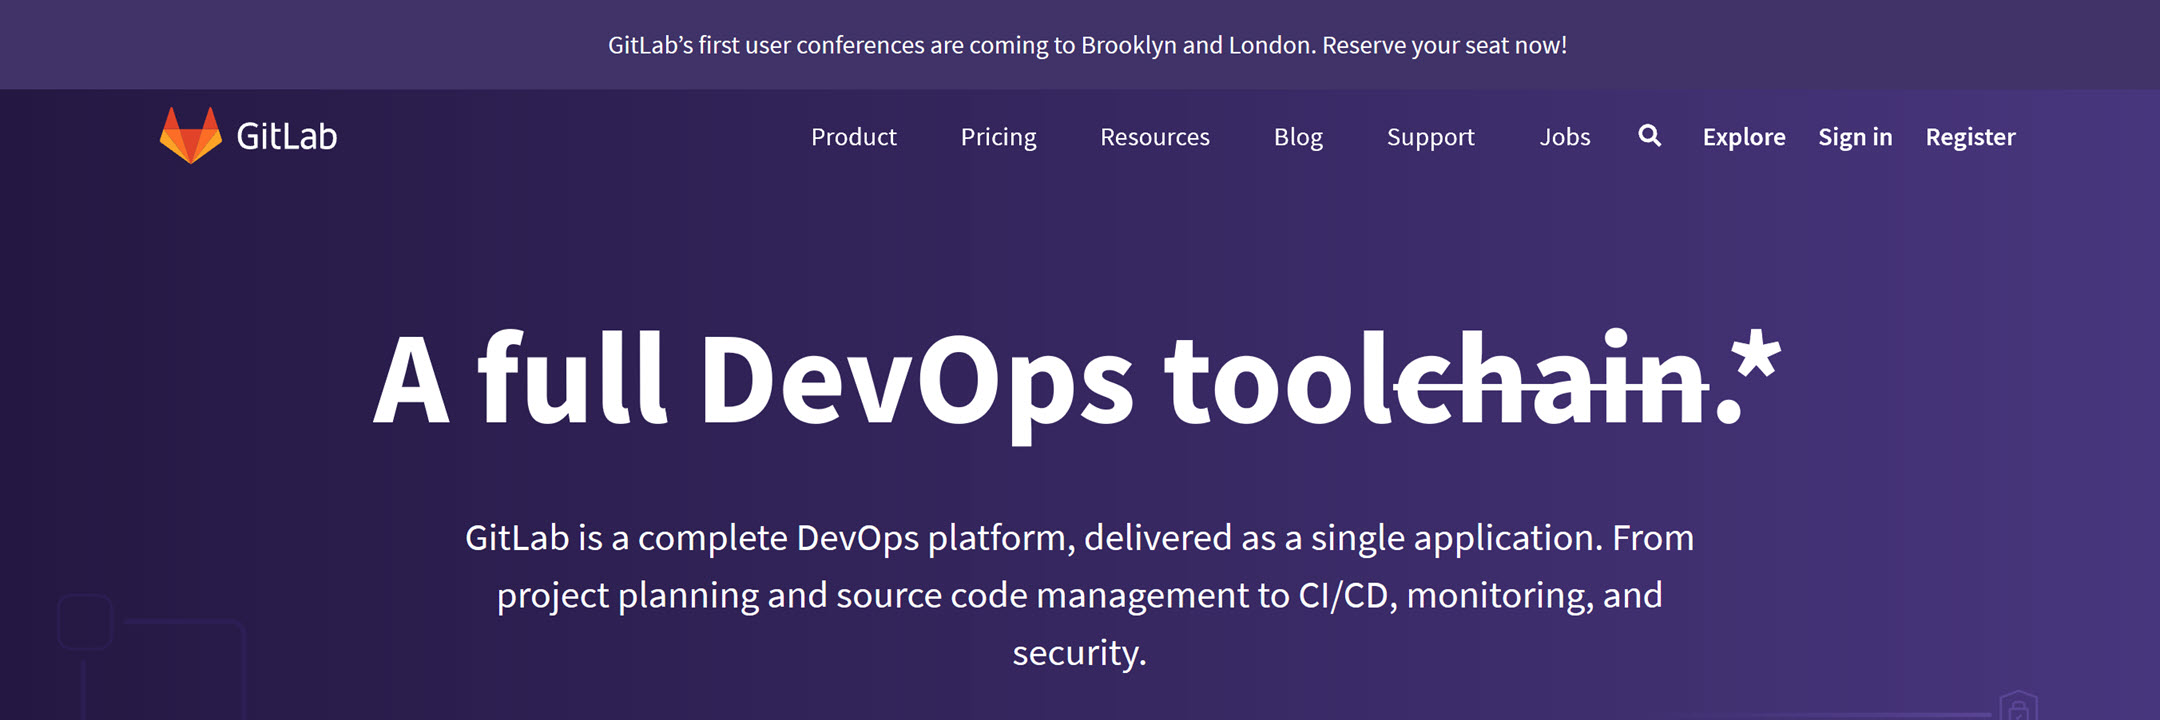 GitLab’s first user conferences are coming to Brooklyn and London. Reserve your seat now!
GitLab Product Pricing Resources Blog Support Jobs Explore Sign in Register
A full DevOps toolchain.*
GitLab is a complete DevOps platform, delivered as a single application. From
project planning and source code management to CI/CD, monitoring, and
security.